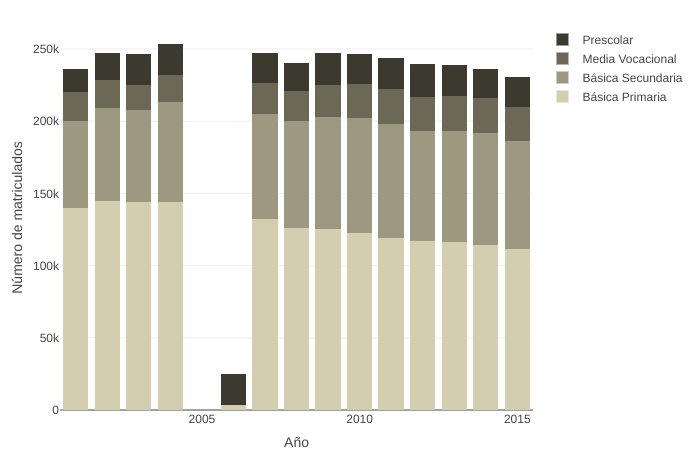 250k
200k
150k
100k
50k
0
2005
2010
2015
Año
Número de matriculados
Prescolar
Media Vocacional
Básica Secundaria
Básica Primaria